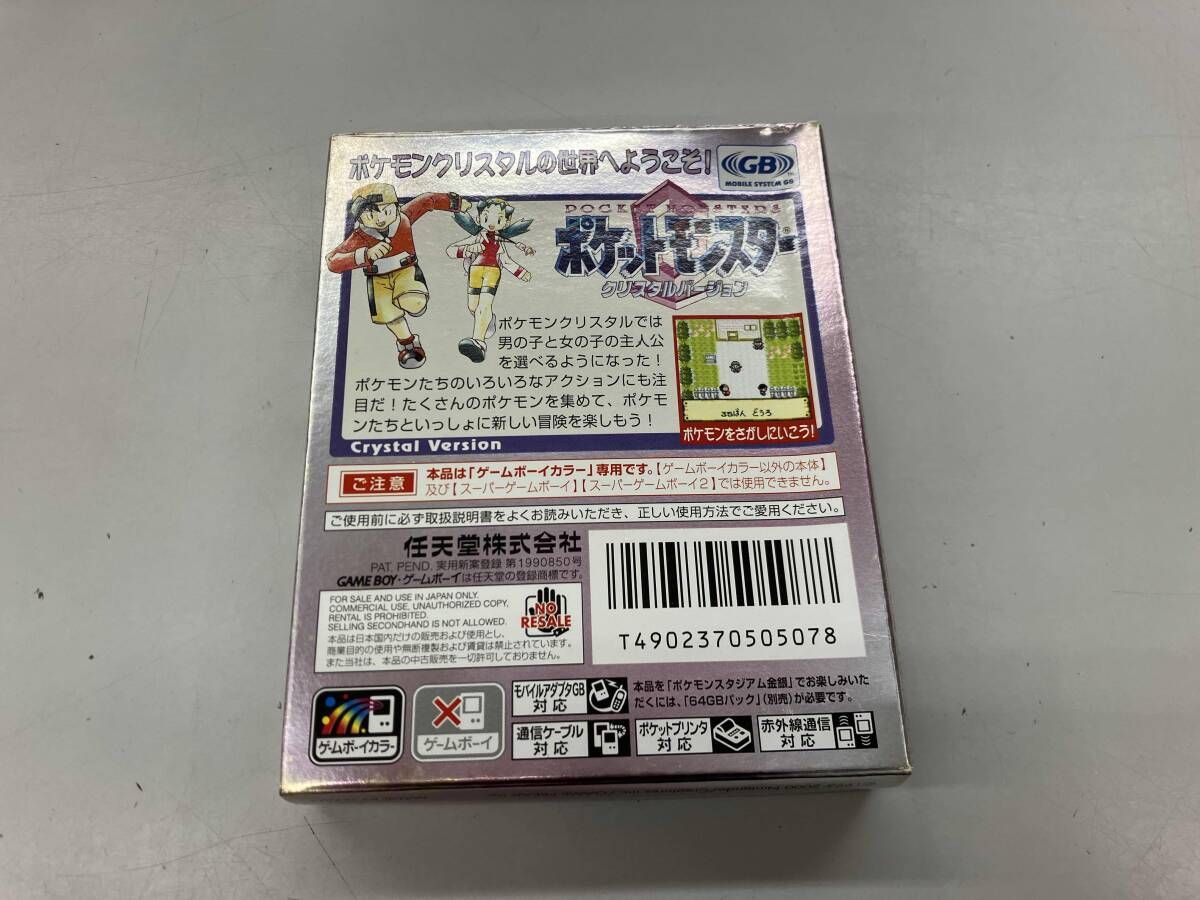 ポケモンクリスタルの世界へようこそ!
GB
MOBILE SYSTEM GB
POCKET MONSTERS
ポケットモンスター®
クリスタルバージョン
ポケモンクリスタルでは
男の子と女の子の主人公
を選べるようになった!
ポケモンたちのいろいろなアクションにも注
目だ!たくさんのポケモンを集めて、ポケモ
ンたちといっしょに新しい冒険を楽しもう!
ばん どうろ
ポケモンをさがしにいこう!
Crystal Version
ご注意
本品は「ゲームボーイカラー」専用です。【ゲームボーイカラー以外の本体】
及び【スーパーゲームボーイ】【スーパーゲームボーイ2】では使用できません。
ご使用前に必ず取扱説明書をよくお読みいただき、正しい使用方法でご愛用ください。
任天堂株式会社
PAT. PEND. 実用新案登録 第1990850号
GAME BOY・ゲームボーイは任天堂の登録商標です。
FOR SALE AND USE IN JAPAN ONLY.
COMMERCIAL USE, UNAUTHORIZED COPY,
RENTAL IS PROHIBITED.
SELLING SECONDHAND IS NOT ALLOWED.
本品は日本国内だけの販売および使用とし、
商業目的の使用や無断複製および賃貸は禁止されています。
また当社は、本品の中古販売を一切許可しておりません。
NO
RESALE
T4902370505078
ゲームボーイカラー
ゲームボーイ
モバイルアダプタGB
対応
本品を「ポケモンスタジアム金銀」でお楽しみいた
だくには、「64GBパック」(別売)が必要です。
通信ケーブル
対応
ポケットプリンタ
対応
赤外線通信
対応